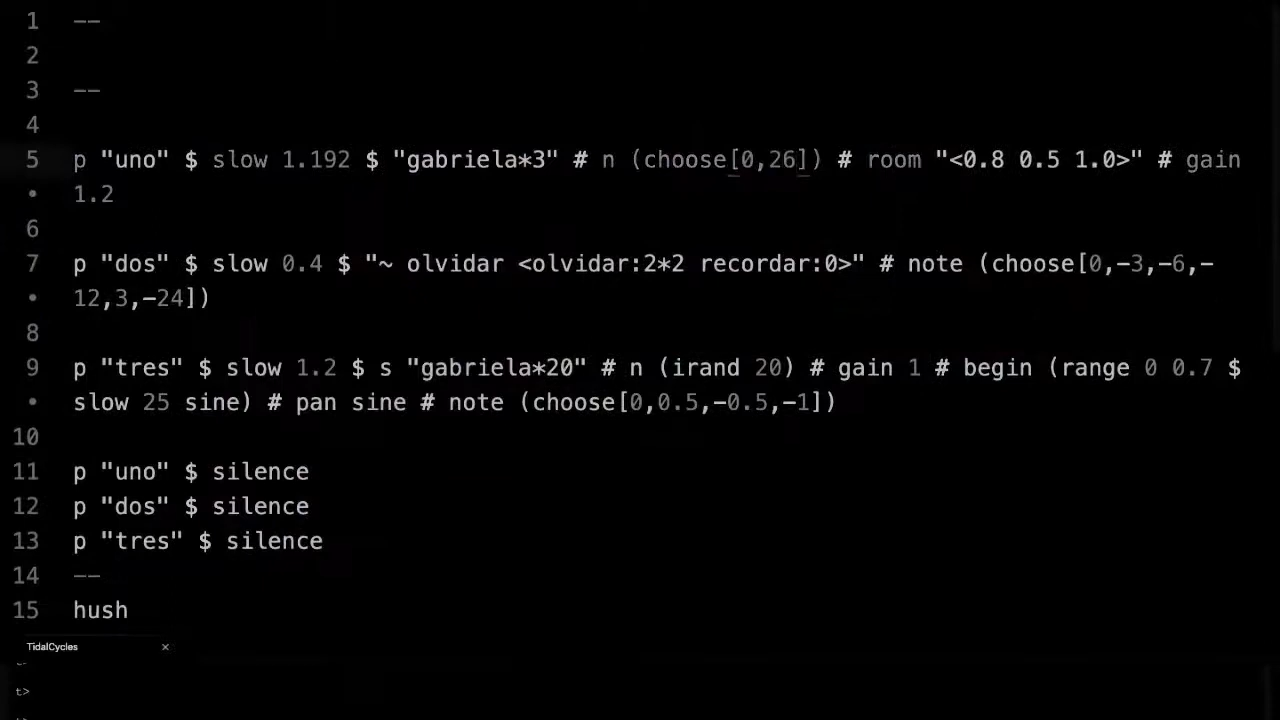 1 --
2
3 --
4
5 p "uno" $ slow 1.192 $ "gabriela*3" # n (choose[0,26]) # room "<0.8 0.5 1.0>" # gain
• 1.2
6
7 p "dos" $ slow 0.4 $ "~ olvidar <olvidar:2*2 recordar:0>" # note (choose[0,-3,-6,-
• 12,3,-24])
8
9 p "tres" $ slow 1.2 $ s "gabriela*20" # n (irand 20) # gain 1 # begin (range 0 0.7 $
• slow 25 sine) # pan sine # note (choose[0,0.5,-0.5,-1])
10
11 p "uno" $ silence
12 p "dos" $ silence
13 p "tres" $ silence
14 --
15 hush
TidalCycles ×
t>